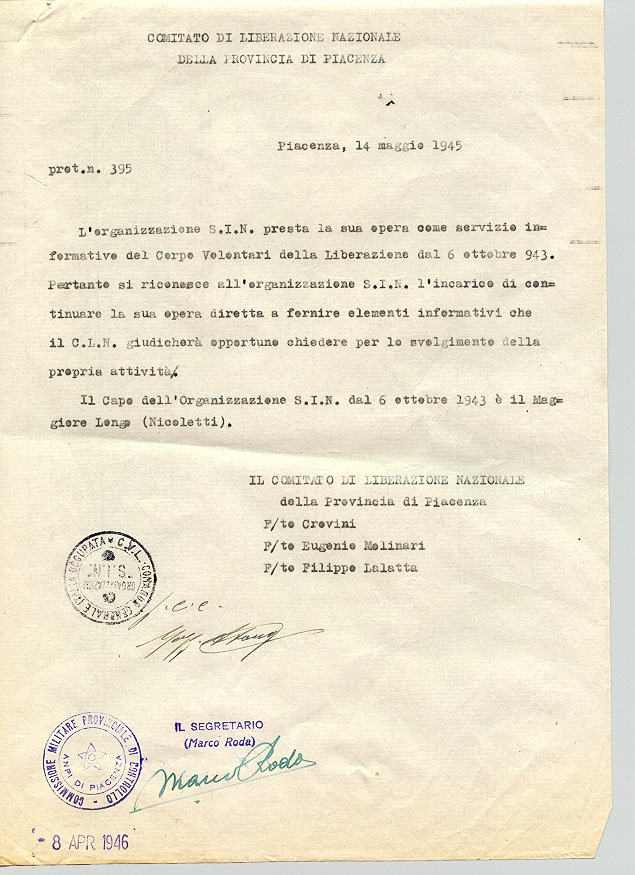 COMITATO DI LIBERAZIONE NAZIONALE
DELLA PROVINCIA DI PIACENZA
Piacenza, 14 maggio 1945
prot.n. 395
L'organizzazione S.I.N. presta la sua opera come servizio in=
formativo del Corpo Volontari della Liberazione dal 6 ottobre 943.
Pertanto si riconosce all'organizzazione S.I.N. l'incarico di con=
tinuare la sua opera diretta a fornire elementi informativi che
il C.L.N. giudicherà opportuno chiedere per lo svolgimento della
propria attività.
Il Capo dell'Organizzazione S.I.N. dal 6 ottobre 1943 è il Mag=
giore Longo (Nicoletti).
IL COMITATO DI LIBERAZIONE NAZIONALE
della Provincia di Piacenza
F/to Crovini
F/to Eugenio Molinari
F/to Filippo Lalatta
C.V.L. - COMANDO GENERALE ITALIA OCCUPATA
ORGANIZZAZIONE
"S.I.N."
p.c.c.
IL SEGRETARIO
(Marco Roda)
Marco Roda
COMMISSIONE MILITARE PROVINCIALE DI CONTROLLO
ANPI DI PIACENZA
- 8 APR 1946